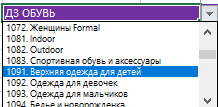 ДЗ ОБУВЬ
1072. Женщины Formal
1081. Indoor
1082. Outdoor
1083. Спортивная обувь и аксессуары
1091. Верхняя одежда для детей
1092. Одежда для девочек
1093. Одежда для мальчиков
1094. Белье и новорожденка